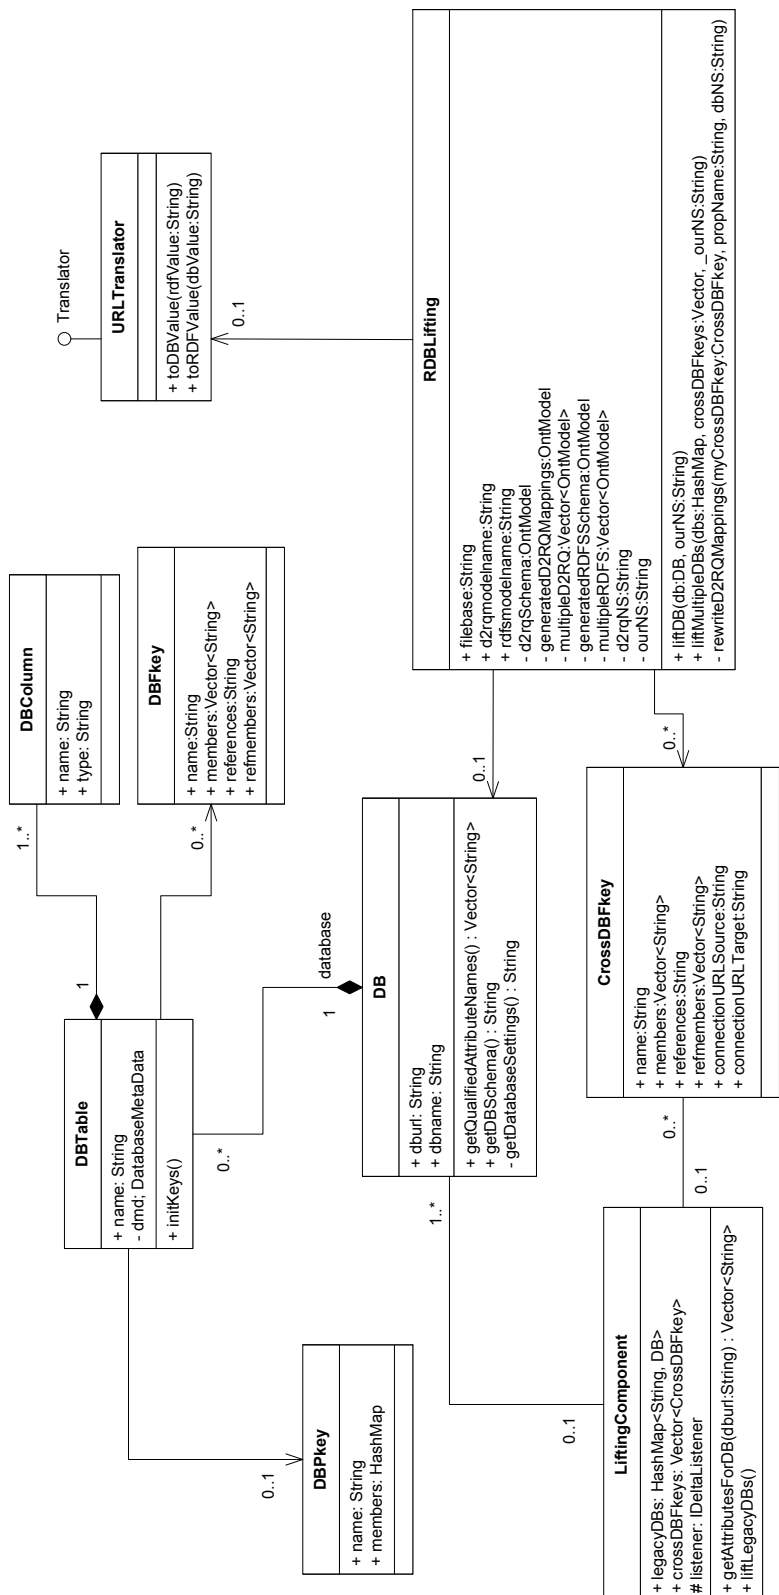 DBPkey
+ name: String
+ members: HashMap
0..1
DBTable
+ name: String
- dmd; DatabaseMetaData
+ initKeys()
1
1..*
DBColumn
+ name: String
+ type: String
0..*
DBFkey
+ name:String
+ members:Vector<String>
+ references:String
+ refmembers:Vector<String>
Translator
URLTranslator
+ toDBValue(rdfValue:String)
+ toRDFValue(dbValue:String)
0..1
0..*
1
database
DB
+ dburl: String
+ dbname: String
+ getQualifiedAttributeNames() : Vector<String>
+ getDBSchema() : String
- getDatabaseSettings() : String
1..*
0..1
0..1
LiftingComponent
+ legacyDBs: HashMap<String, DB>
+ crossDBFkeys: Vector<CrossDBFkey>
# listener: IDeltaListener
+ getAttributesForDB(dburl:String) : Vector<String>
+ liftLegacyDBs()
0..*
0..1
CrossDBFkey
+ name:String
+ members:Vector<String>
+ references:String
+ refmembers:Vector<String>
+ connectionURLSource:String
+ connectionURLTarget:String
0..*
RDBLifting
+ filebase:String
+ d2rqmodelname:String
+ rdfsmodelname:String
- d2rqSchema:OntModel
- generatedD2RQMappings:OntModel
- multipleD2RQ:Vector<OntModel>
- generatedRDFSSchema:OntModel
- multipleRDFS:Vector<OntModel>
- d2rqNS:String
- ourNS:String
+ liftDB(db:DB, ourNS:String)
+ liftMultipleDBs(dbs:HashMap, crossDBFkeys:Vector, _ourNS:String)
- rewriteD2RQMappings(myCrossDBFkey:CrossDBFkey, propName:String, dbNS:String)